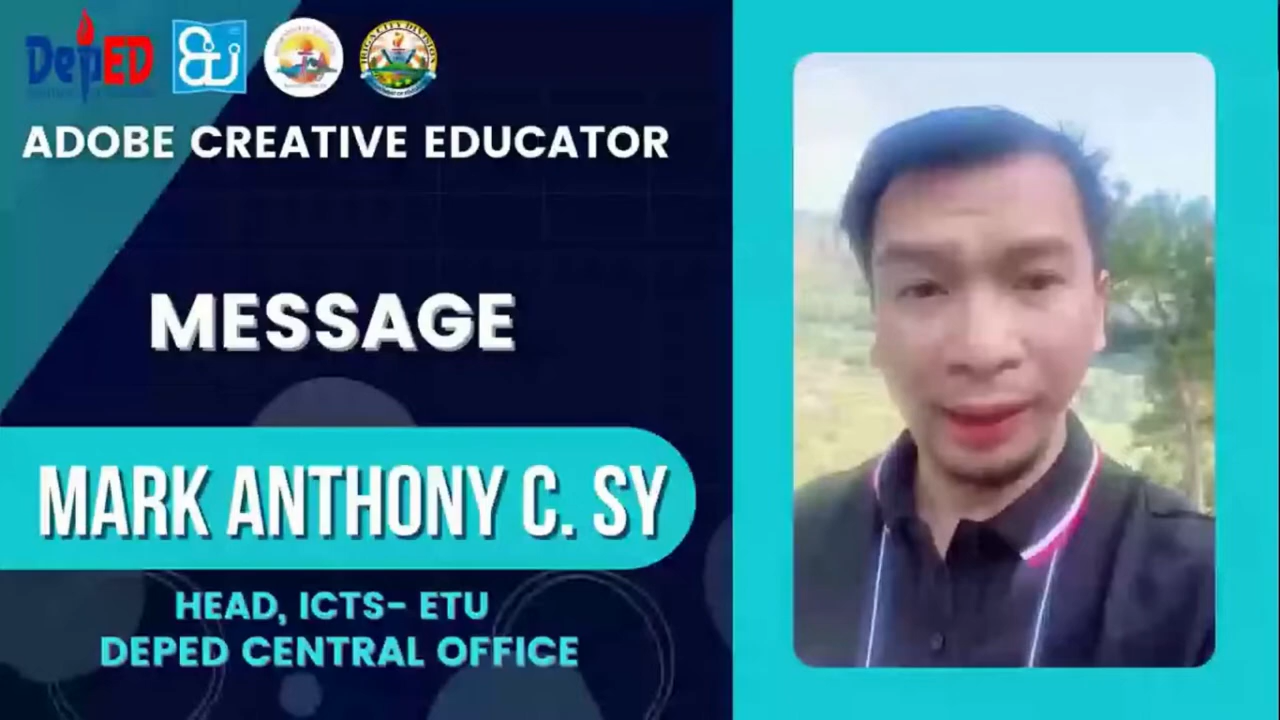 DepED
ADOBE CREATIVE EDUCATOR
MESSAGE
MARK ANTHONY C. SY
HEAD, ICTS- ETU
DEPED CENTRAL OFFICE